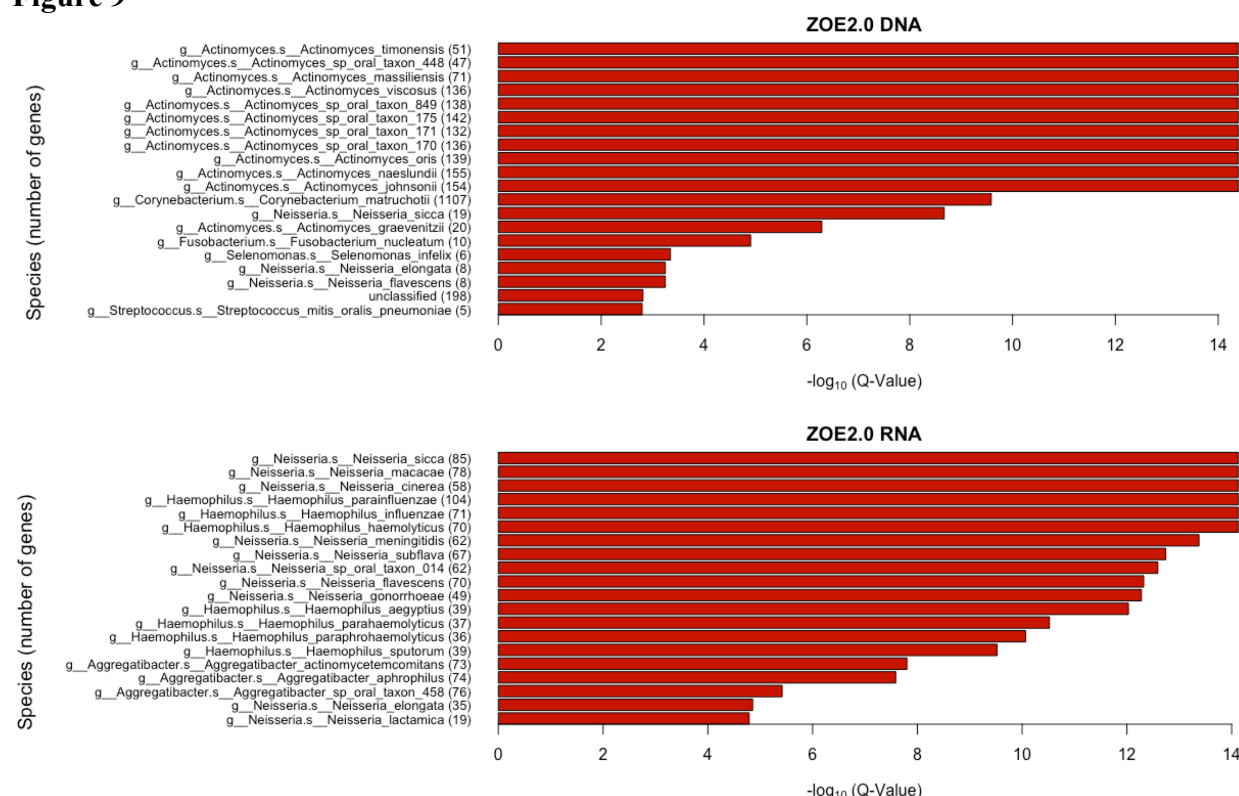 Figure 9
ZOE2.0 DNA
Species (number of genes)
g__Actinomyces.s__Actinomyces_timonensis (51)
g__Actinomyces.s__Actinomyces_sp_oral_taxon_448 (47)
g__Actinomyces.s__Actinomyces_massiliensis (71)
g__Actinomyces.s__Actinomyces_viscosus (136)
g__Actinomyces.s__Actinomyces_sp_oral_taxon_849 (138)
g__Actinomyces.s__Actinomyces_sp_oral_taxon_175 (142)
g__Actinomyces.s__Actinomyces_sp_oral_taxon_171 (132)
g__Actinomyces.s__Actinomyces_sp_oral_taxon_170 (136)
g__Actinomyces.s__Actinomyces_oris (139)
g__Actinomyces.s__Actinomyces_naeslundii (155)
g__Actinomyces.s__Actinomyces_johnsonii (154)
g__Corynebacterium.s__Corynebacterium_matruchotii (1107)
g__Neisseria.s__Neisseria_sicca (19)
g__Actinomyces.s__Actinomyces_graevenitzii (20)
g__Fusobacterium.s__Fusobacterium_nucleatum (10)
g__Selenomonas.s__Selenomonas_infelix (6)
g__Neisseria.s__Neisseria_elongata (8)
g__Neisseria.s__Neisseria_flavescens (8)
unclassified (198)
g__Streptococcus.s__Streptococcus_mitis_oralis_pneumoniae (5)
0 2 4 6 8 10 12 14
-log10 (Q-Value)
ZOE2.0 RNA
Species (number of genes)
g__Neisseria.s__Neisseria_sicca (85)
g__Neisseria.s__Neisseria_macacae (78)
g__Neisseria.s__Neisseria_cinerea (58)
g__Haemophilus.s__Haemophilus_parainfluenzae (104)
g__Haemophilus.s__Haemophilus_influenzae (71)
g__Haemophilus.s__Haemophilus_haemolyticus (70)
g__Neisseria.s__Neisseria_meningitidis (62)
g__Neisseria.s__Neisseria_subflava (67)
g__Neisseria.s__Neisseria_sp_oral_taxon_014 (62)
g__Neisseria.s__Neisseria_flavescens (70)
g__Neisseria.s__Neisseria_gonorrhoeae (49)
g__Haemophilus.s__Haemophilus_aegyptius (39)
g__Haemophilus.s__Haemophilus_parahaemolyticus (37)
g__Haemophilus.s__Haemophilus_paraphrohaemolyticus (36)
g__Haemophilus.s__Haemophilus_sputorum (39)
g__Aggregatibacter.s__Aggregatibacter_actinomycetemcomitans (73)
g__Aggregatibacter.s__Aggregatibacter_aphrophilus (74)
g__Aggregatibacter.s__Aggregatibacter_sp_oral_taxon_458 (76)
g__Neisseria.s__Neisseria_elongata (35)
g__Neisseria.s__Neisseria_lactamica (19)
0 2 4 6 8 10 12 14
-log10 (Q-Value)